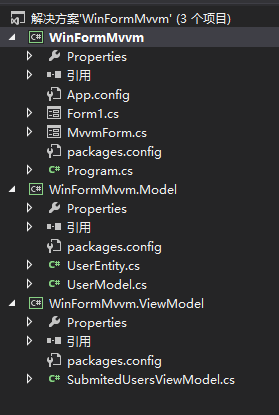 解决方案'WinFormMvvm' (3 个项目)
C# WinFormMvvm
Properties
引用
App.config
Form1.cs
MvvmForm.cs
packages.config
C# Program.cs
C# WinFormMvvm.Model
Properties
引用
packages.config
C# UserEntity.cs
C# UserModel.cs
C# WinFormMvvm.ViewModel
Properties
引用
packages.config
C# SubmitedUsersViewModel.cs